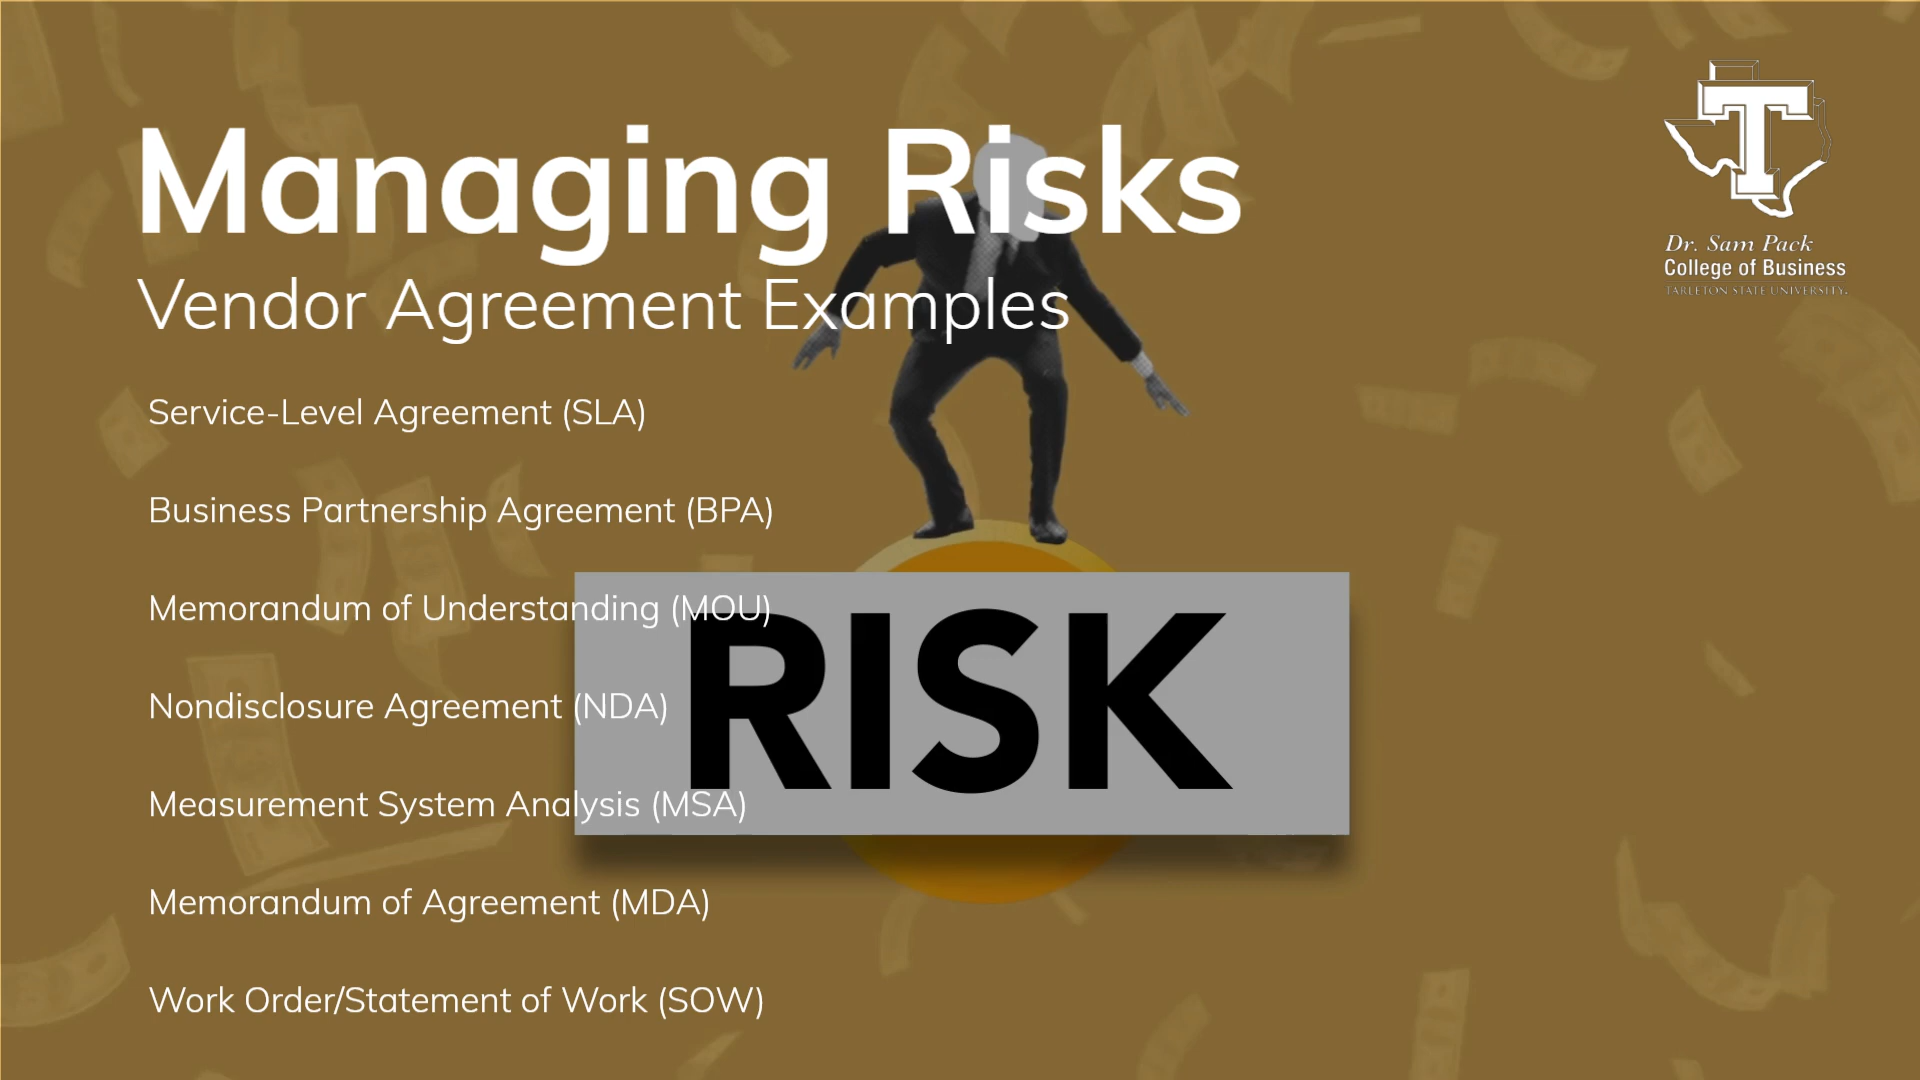 Managing Risks
Vendor Agreement Examples
Service-Level Agreement (SLA)
Business Partnership Agreement (BPA)
Memorandum of Understanding (MOU)
Nondisclosure Agreement (NDA)
Measurement System Analysis (MSA)
Memorandum of Agreement (MDA)
Work Order/Statement of Work (SOW)
RISK
T
Dr. Sam Pack
College of Business
TARLETON STATE UNIVERSITY.